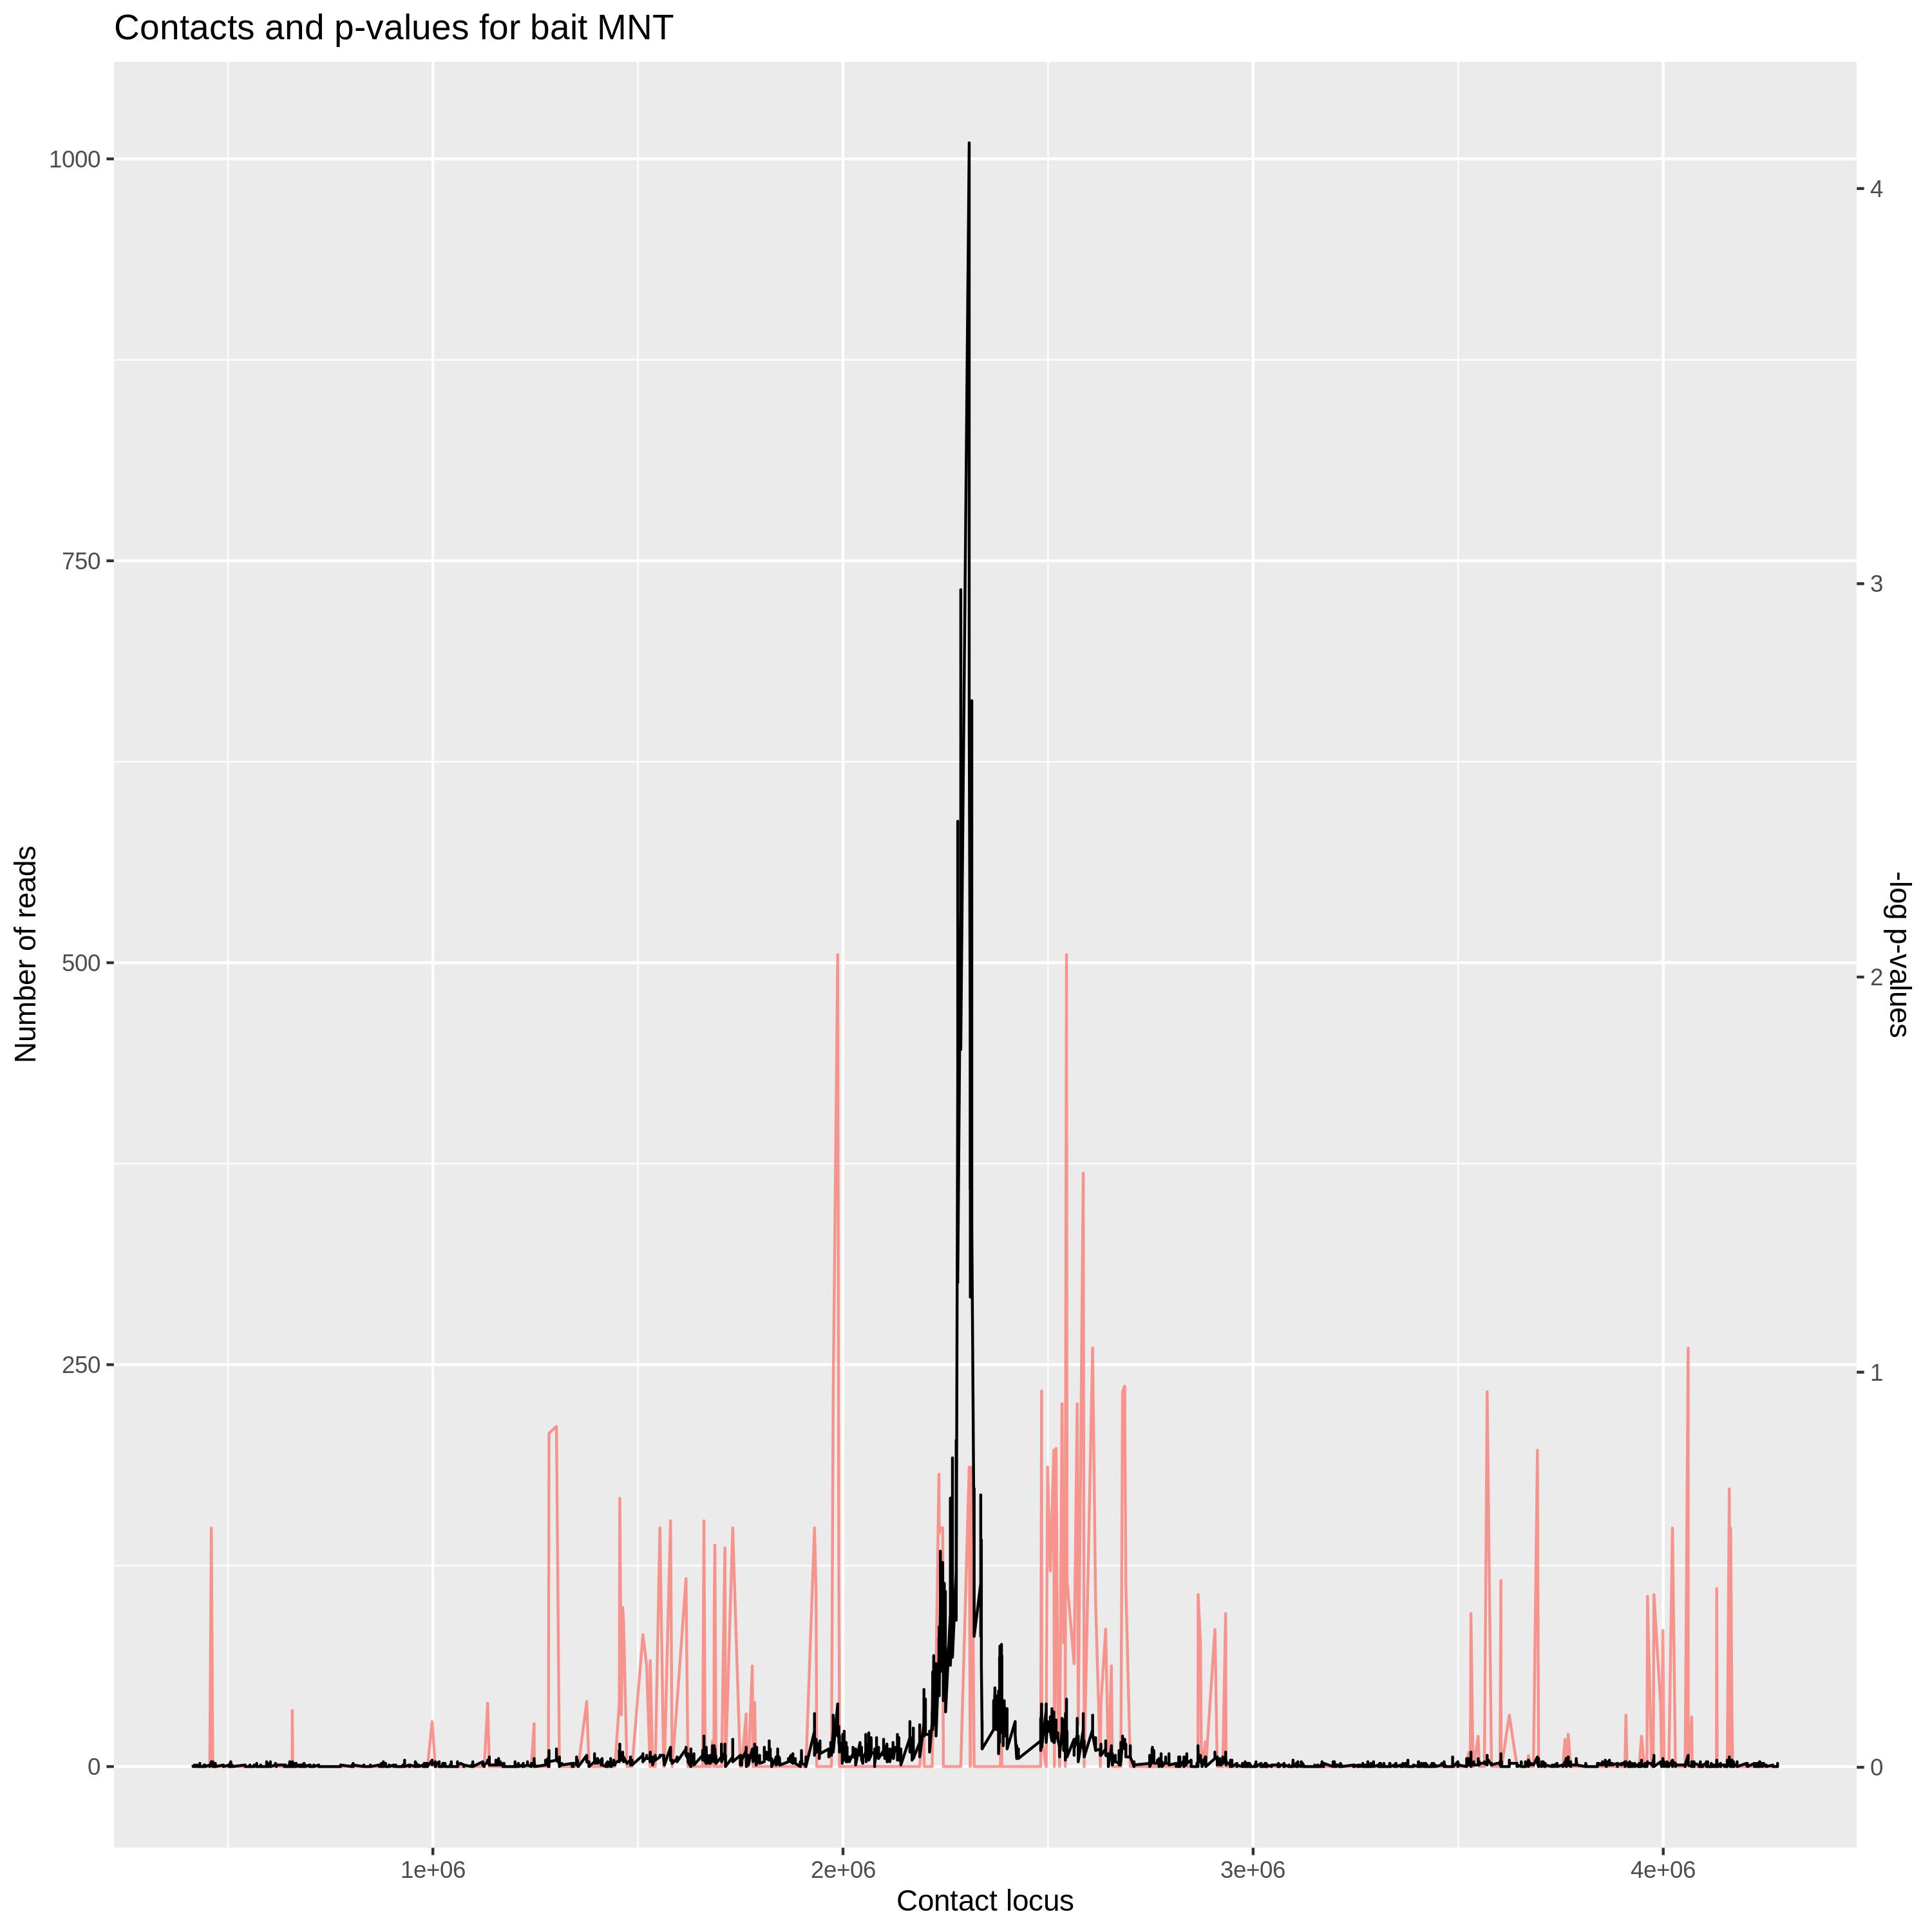 Contacts and p-values for bait MNT
1000
750
500
250
0
Number of reads
4
3
2
1
0
-log p-values
1e+06
2e+06
3e+06
4e+06
Contact locus